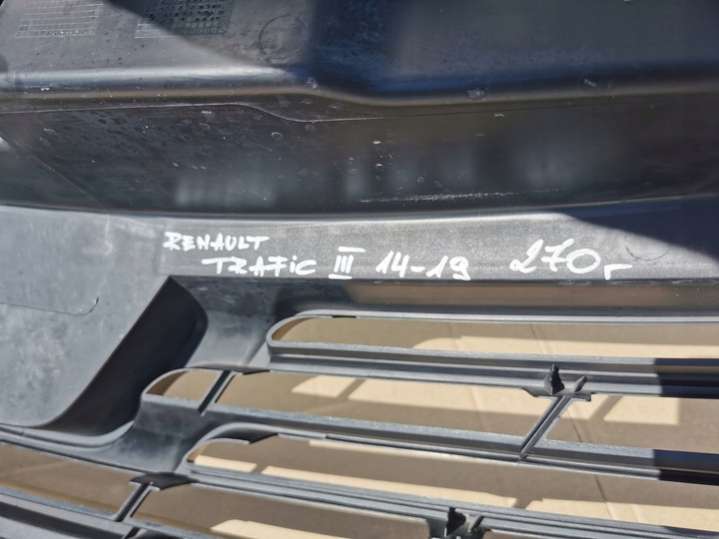 RENAULT
TRAFiC III 14-19 270r